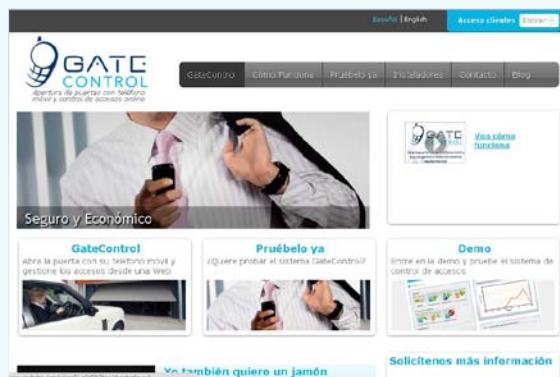 Español | English
Acceso clientes Entrar
GATE
CONTROL
Apertura de puertas con teléfono
móvil y control de accesos online
GateControl Cómo Funciona Pruébelo ya Instaladores Contacto Blog
GATE
CONTROL
Vea cómo
funciona
Seguro y Económico
GateControl
Abra la puerta con su teléfono móvil y
gestione los accesos desde una Web
Pruébelo ya
¿Quiere probar el sistema GateControl?
Demo
Entre en la demo y pruebe el sistema de
control de accesos
Yo también quiero un jamón
Solicítenos más información